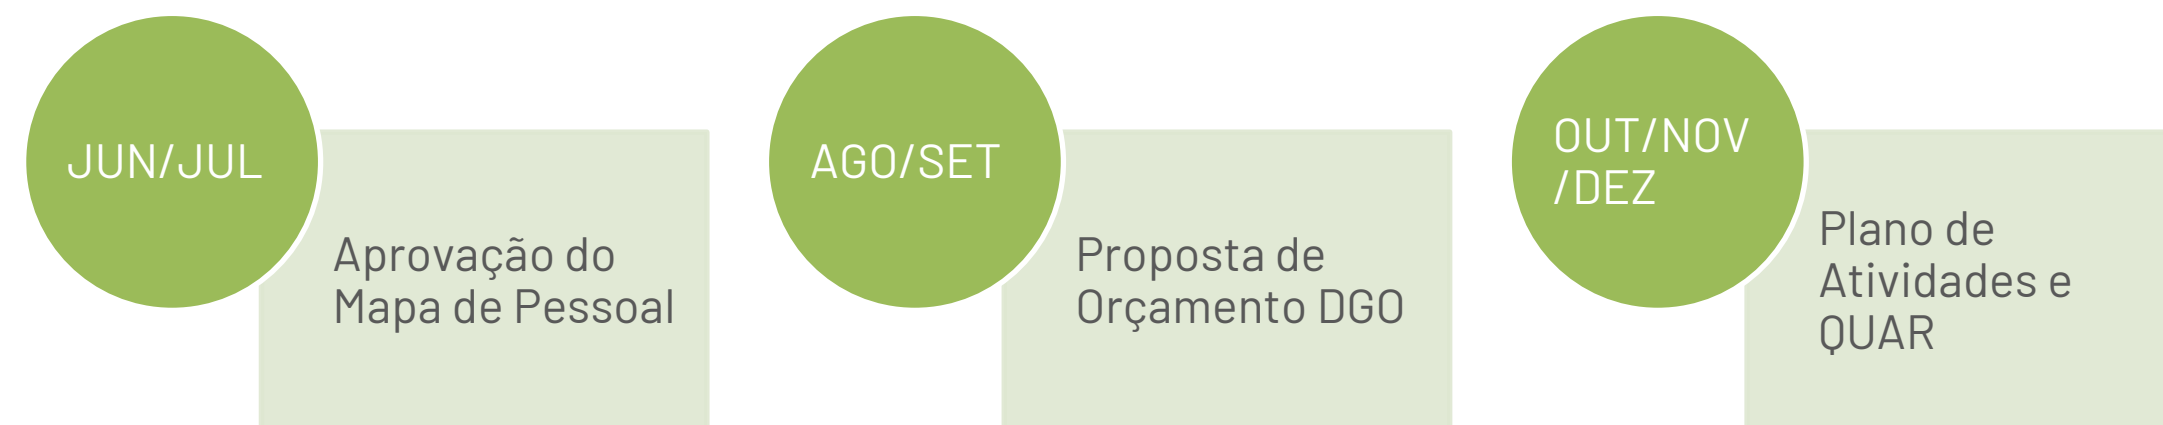 JUN/JUL
Aprovação do
Mapa de Pessoal
AGO/SET
Proposta de
Orçamento DGO
OUT/NOV
/DEZ
Plano de
Atividades e
QUAR